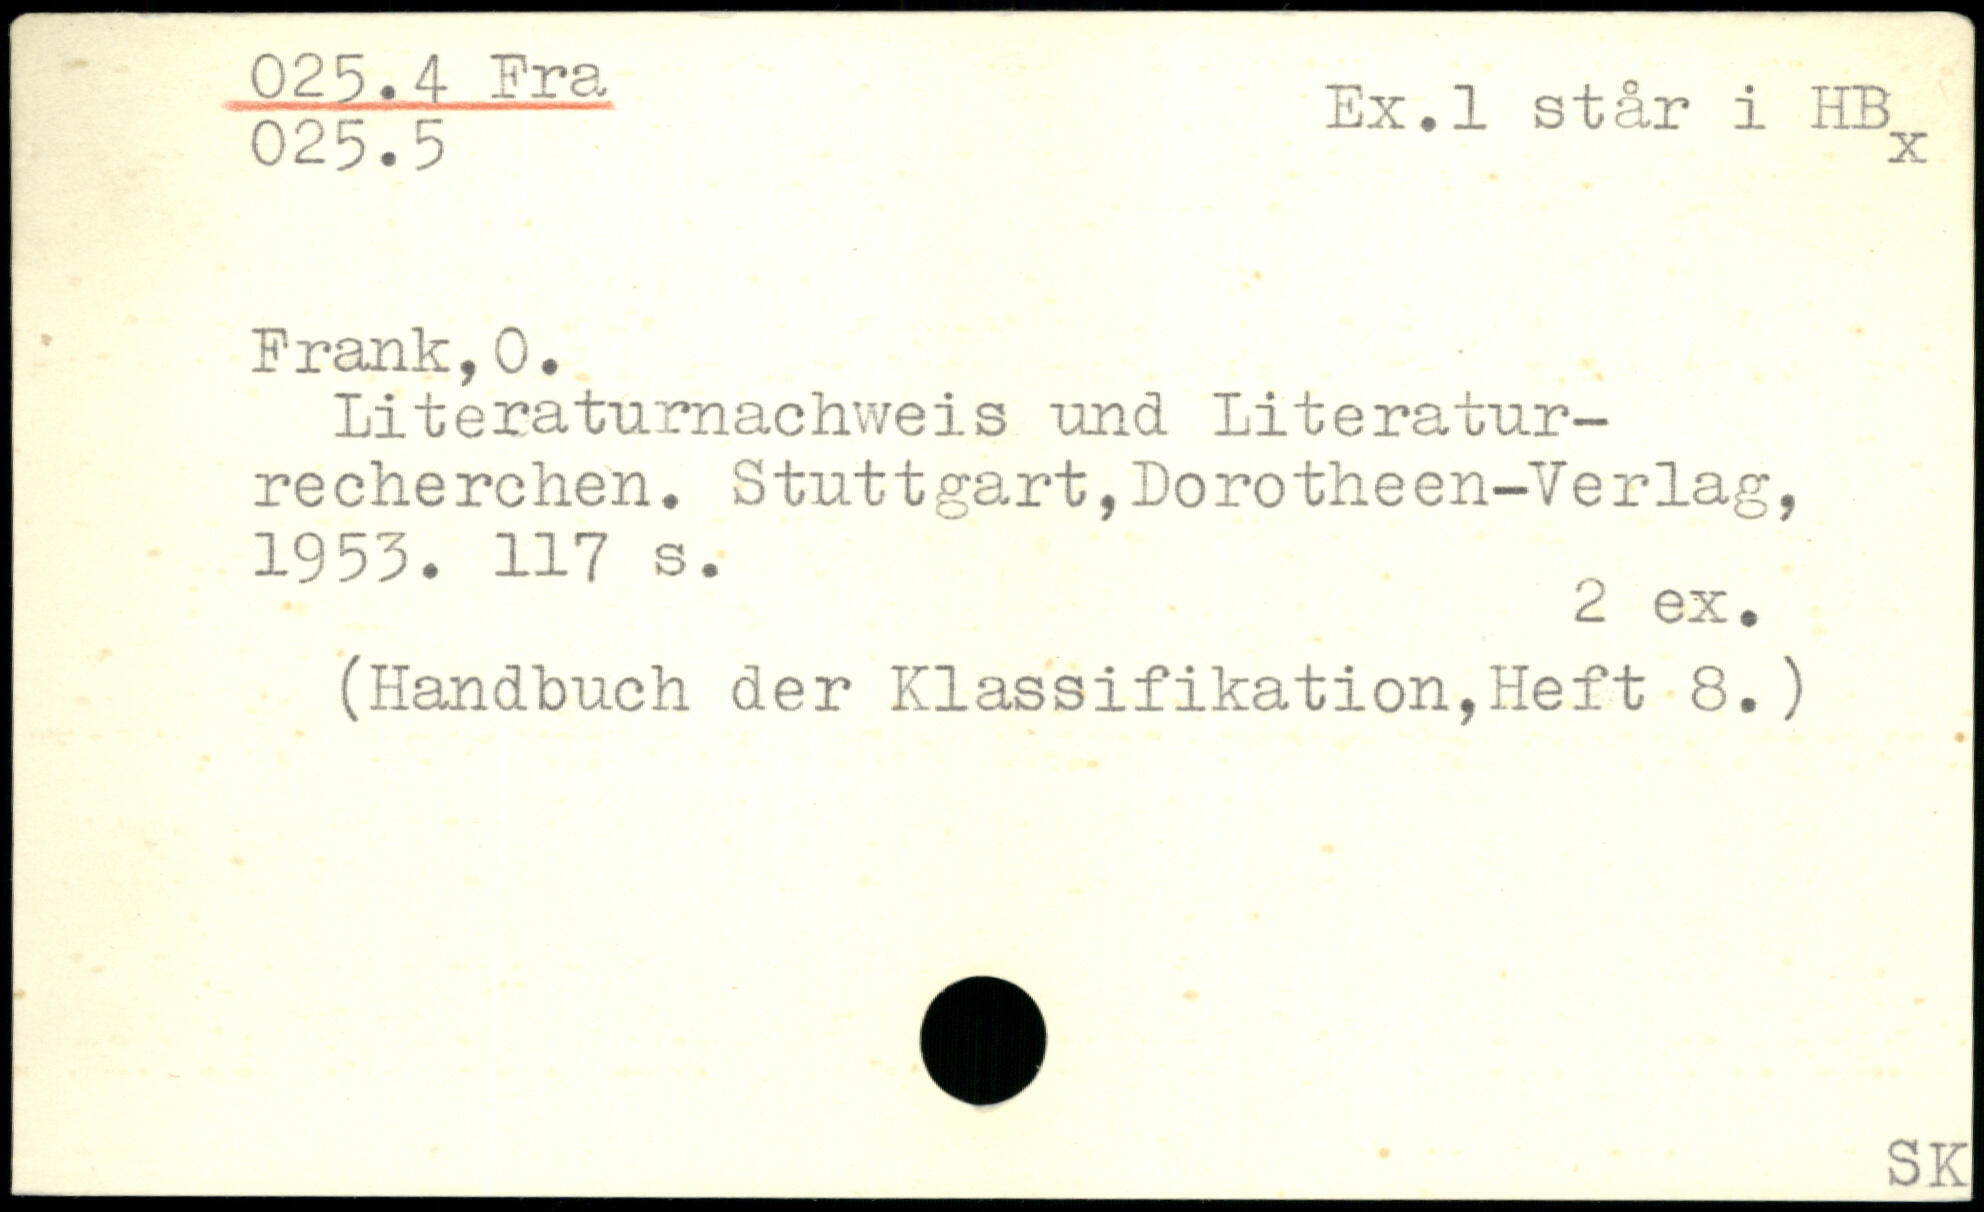 025.4 Fra
Ex.1 står i HB
x
025.5
Frank,O.
Literaturnachweis und Literatur-
recherchen. Stuttgart,Dorotheen-Verlag,
1953. 117 s.
2 ex.
(Handbuch der Klassifikation,Heft 8.)
SK